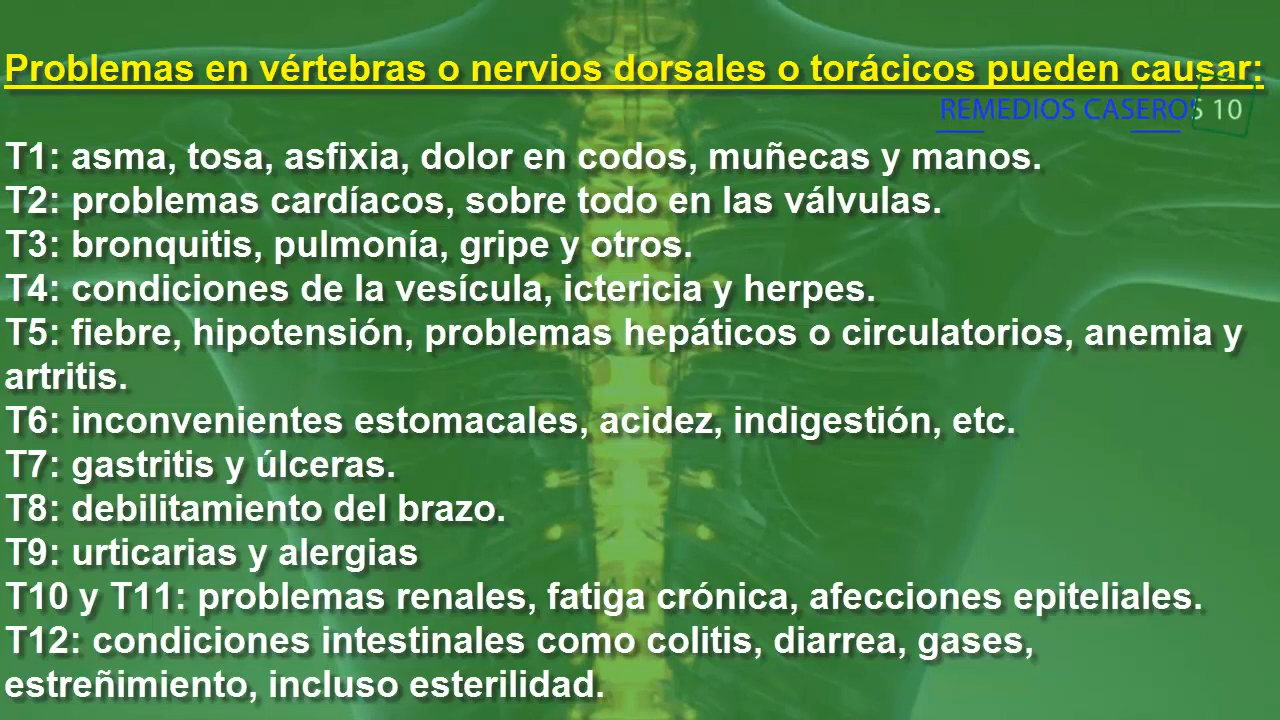 Problemas en vértebras o nervios dorsales o torácicos pueden causar:
REMEDIOS CASEROS 10
T1: asma, tosa, asfixia, dolor en codos, muñecas y manos.
T2: problemas cardíacos, sobre todo en las válvulas.
T3: bronquitis, pulmonía, gripe y otros.
T4: condiciones de la vesícula, ictericia y herpes.
T5: fiebre, hipotensión, problemas hepáticos o circulatorios, anemia y
artritis.
T6: inconvenientes estomacales, acidez, indigestión, etc.
T7: gastritis y úlceras.
T8: debilitamiento del brazo.
T9: urticarias y alergias
T10 y T11: problemas renales, fatiga crónica, afecciones epiteliales.
T12: condiciones intestinales como colitis, diarrea, gases,
estreñimiento, incluso esterilidad.